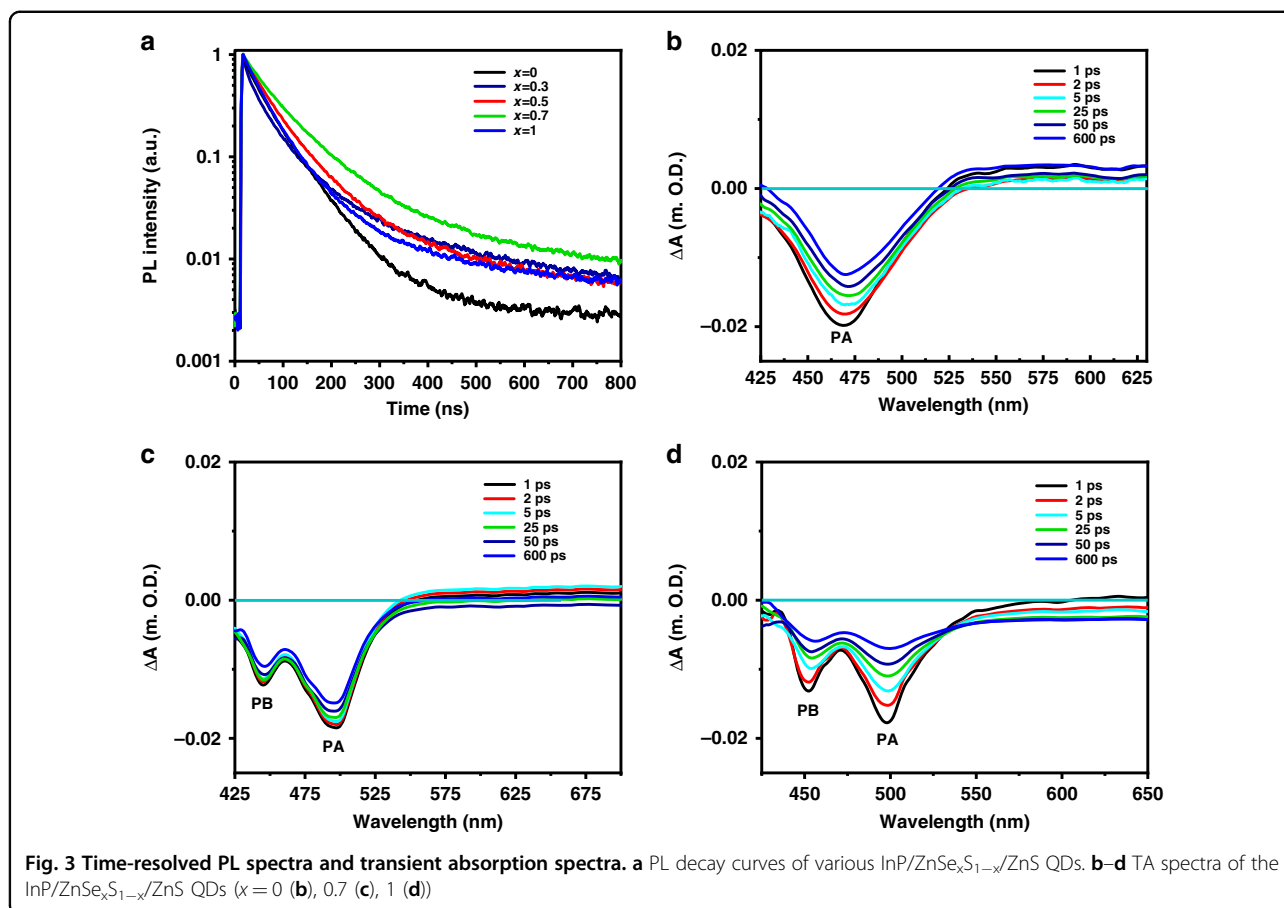 a
1
0.1
0.01
0.001
PL intensity (a.u.)
x=0
x=0.3
x=0.5
x=0.7
x=1
0 100 200 300 400 500 600 700 800
Time (ns)
b
0.02
0.00
−0.02
ΔA (m. O.D.)
1 ps
2 ps
5 ps
25 ps
50 ps
600 ps
PA
425 450 475 500 525 550 575 600 625
Wavelength (nm)
c
0.02
0.00
−0.02
ΔA (m. O.D.)
1 ps
2 ps
5 ps
25 ps
50 ps
600 ps
PB
PA
425 475 525 575 625 675
Wavelength (nm)
d
0.02
0.00
−0.02
ΔA (m. O.D.)
1 ps
2 ps
5 ps
25 ps
50 ps
600 ps
PB
PA
450 500 550 600 650
Wavelength (nm)
Fig. 3 Time-resolved PL spectra and transient absorption spectra. a PL decay curves of various InP/ZnSeₓS₁₋ₓ/ZnS QDs. b–d TA spectra of the
InP/ZnSeₓS₁₋ₓ/ZnS QDs (x = 0 (b), 0.7 (c), 1 (d))